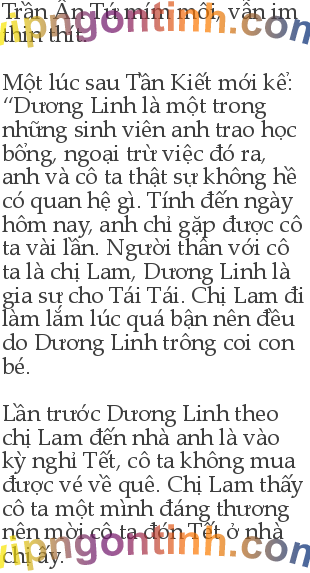 Trần Ân Tứ mím môi, vẫn im
thin thít.
Một lúc sau Tần Kiết mới kể:
“Dương Linh là một trong
những sinh viên anh trao học
bổng, ngoại trừ việc đó ra,
anh và cô ta thật sự không hề
có quan hệ gì. Tính đến ngày
hôm nay, anh chỉ gặp được cô
ta vài lần. Người thân với cô
ta là chị Lam, Dương Linh là
gia sư cho Tái Tái. Chị Lam đi
làm lắm lúc quá bận nên đều
do Dương Linh trông coi con
bé.
Lần trước Dương Linh theo
chị Lam đến nhà anh là vào
kỳ nghỉ Tết, cô ta không mua
được vé về quê. Chị Lam thấy
cô ta một mình đáng thương
nên mời cô ta đón Tết ở nhà
chị ấy.
vipngontinh.com
vipngontinh.com